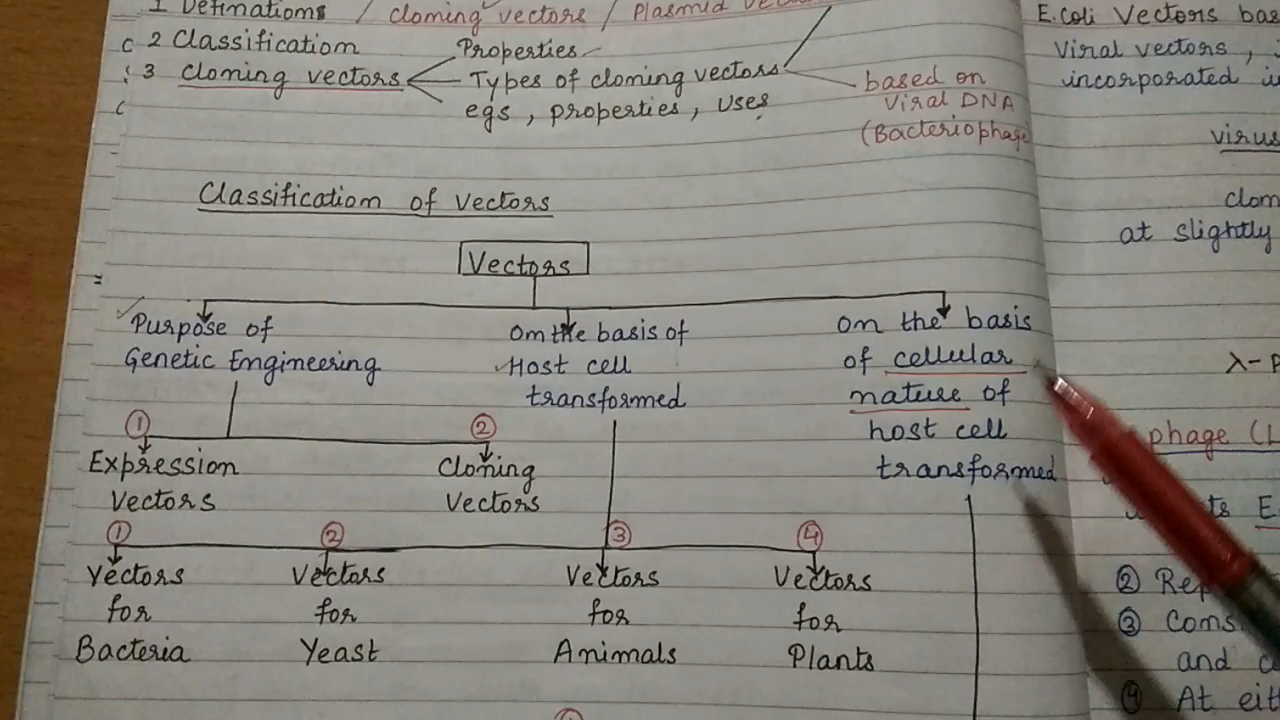 1 Definations / cloning vectors / Plasmid
2 Classification
3 cloning vectors
Properties
Types of cloning vectors
egs, properties, uses
based on
Viral DNA
(Bacteriophage
Classification of Vectors
Vectors
Purpose of
Genetic Engineering
On the basis of
Host cell
transformed
on the basis
of cellular
nature of
host cell
transformed
① Expression
Vectors
② Cloning
Vectors
① Vectors
for
Bacteria
② Vectors
for
Yeast
③ Vectors
for
Animals
④ Vectors
for
Plants
E.coli Vectors bas
Viral vectors,
incorporated
virus
clon
at slightly
λ-P
phage (L
E
② Rep
③ Cons
and
④ At eit